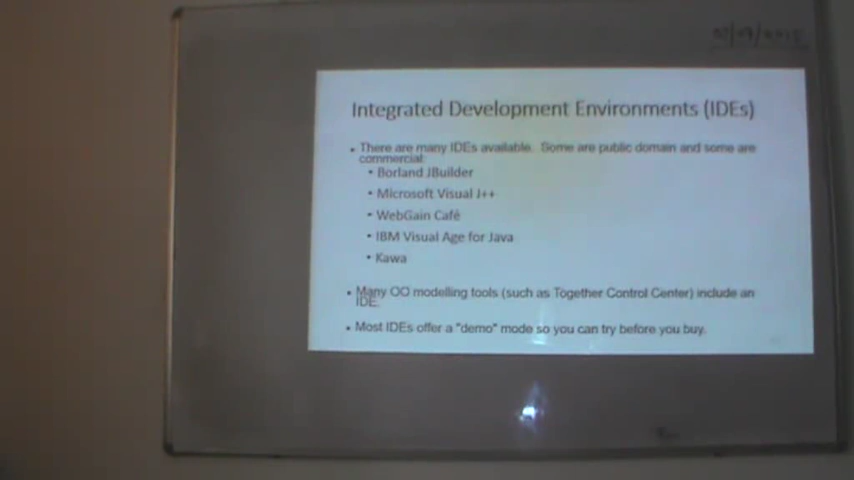 Integrated Development Environments (IDEs)
• There are many IDEs available. Some are public domain and some are
commercial:
• Borland JBuilder
• Microsoft Visual J++
• WebGain Café
• IBM Visual Age for Java
• Kawa
• Many OO modelling tools (such as Together Control Center) include an
IDE.
• Most IDEs offer a "demo" mode so you can try before you buy.